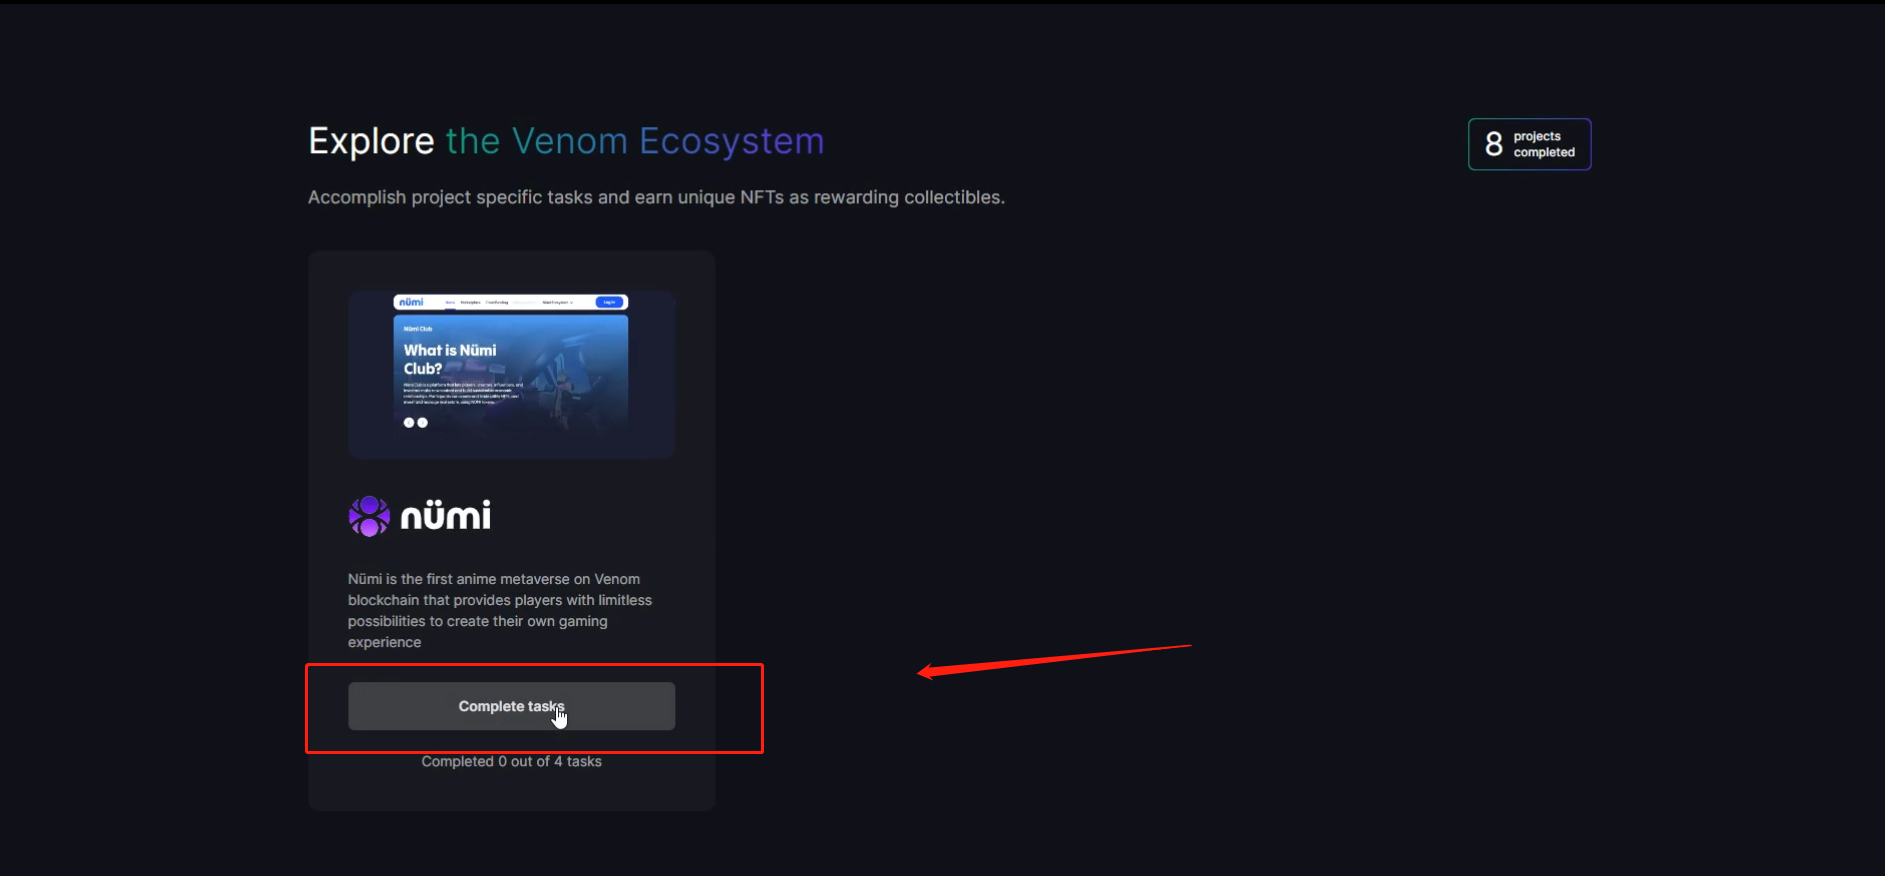 Explore the Venom Ecosystem
8 projects
completed
Accomplish project specific tasks and earn unique NFTs as rewarding collectibles.
nümi
Log in
Nümi Club
What is Nümi
Club?
nümi
Nümi is the first anime metaverse on Venom
blockchain that provides players with limitless
possibilities to create their own gaming
experience
Complete tasks
Completed 0 out of 4 tasks